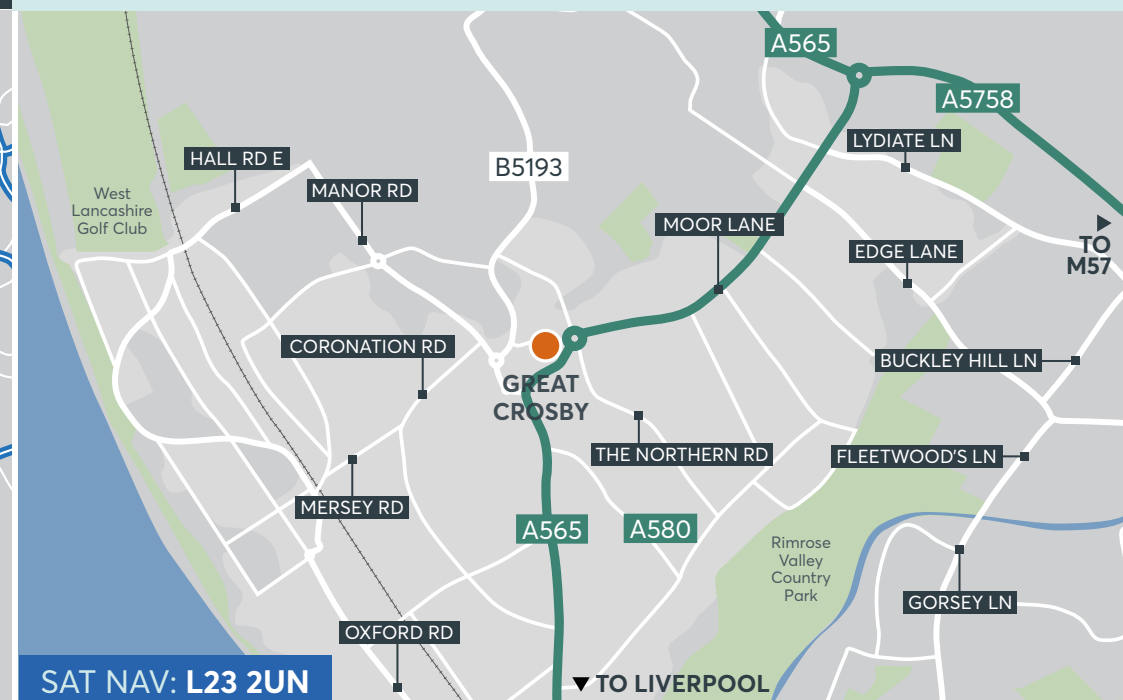 A565
A5758
LYDIATE LN
HALL RD E
B5193
MANOR RD
West
Lancashire
Golf Club
MOOR LANE
EDGE LANE
TO
M57
CORONATION RD
BUCKLEY HILL LN
GREAT
CROSBY
THE NORTHERN RD
FLEETWOOD'S LN
MERSEY RD
A565
A580
Rimrose
Valley
Country
Park
GORSEY LN
OXFORD RD
SAT NAV: L23 2UN
TO LIVERPOOL